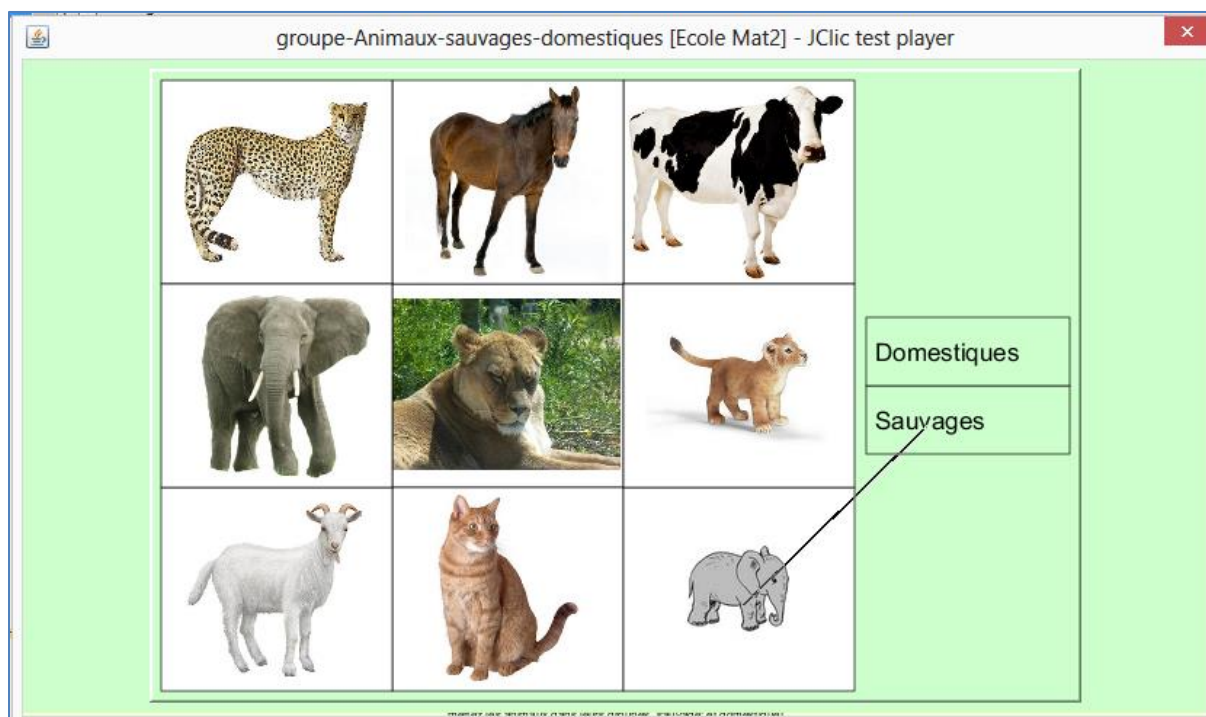 groupe-Animaux-sauvages-domestiques [Ecole Mat2] - JClic test player
Domestiques
Sauvages